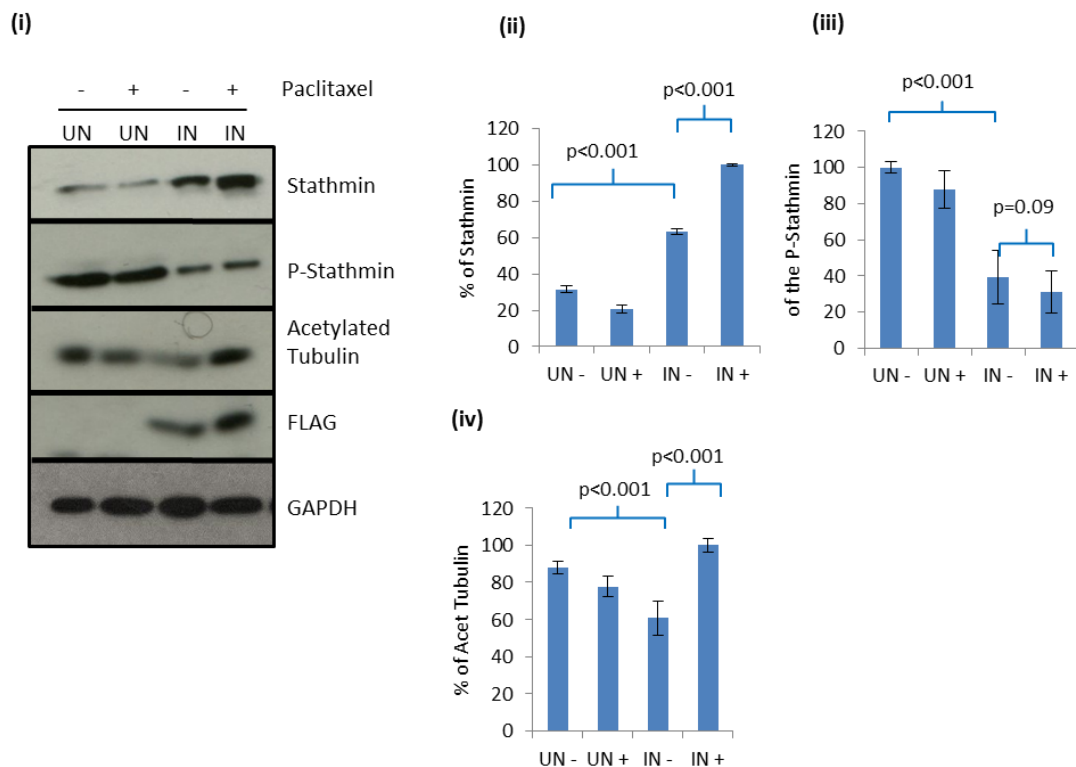 (i)
- + - + Paclitaxel
UN UN IN IN
Stathmin
P-Stathmin
Acetylated
Tubulin
FLAG
GAPDH
(ii)
p<0.001
p<0.001
% of Stathmin
120
100
80
60
40
20
0
UN - UN + IN - IN +
(iii)
p<0.001
p=0.09
of the P-Stathmin
120
100
80
60
40
20
0
UN - UN + IN - IN +
(iv)
p<0.001
p<0.001
% of Acet Tubulin
120
100
80
60
40
20
0
UN - UN + IN - IN +